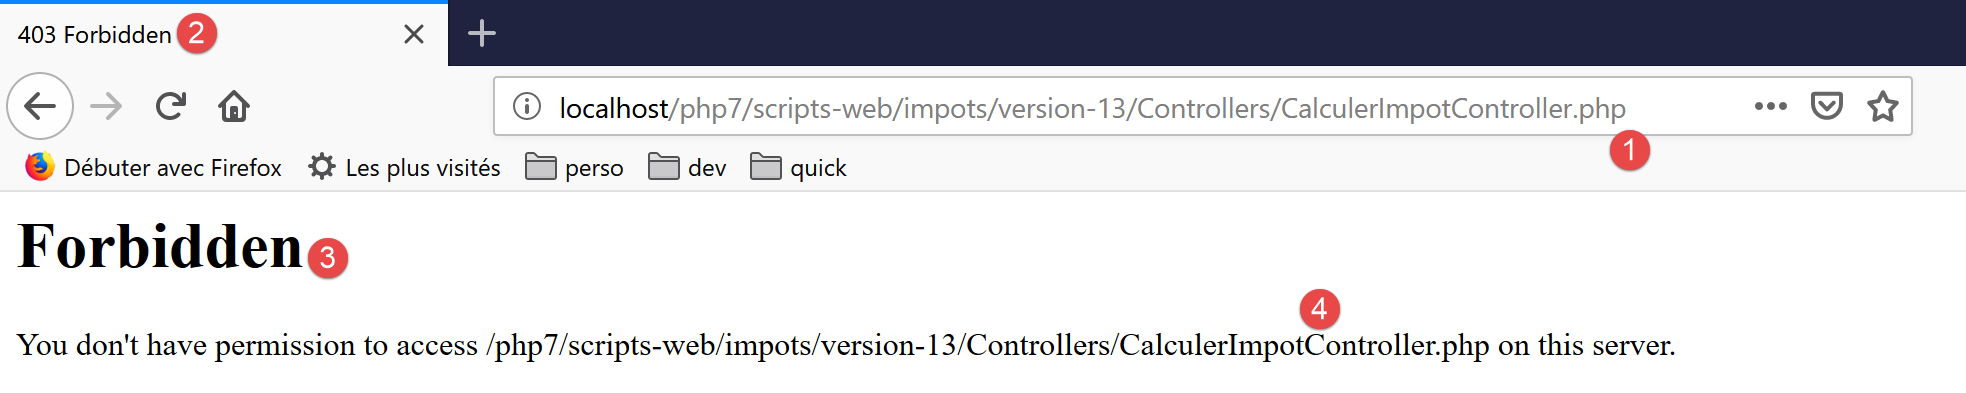 403 Forbidden 2
localhost/php7/scripts-web/impots/version-13/Controllers/CalculerImpotController.php
1
Débuter avec Firefox Les plus visités perso dev quick
Forbidden 3
4
You don't have permission to access /php7/scripts-web/impots/version-13/Controllers/CalculerImpotController.php on this server.